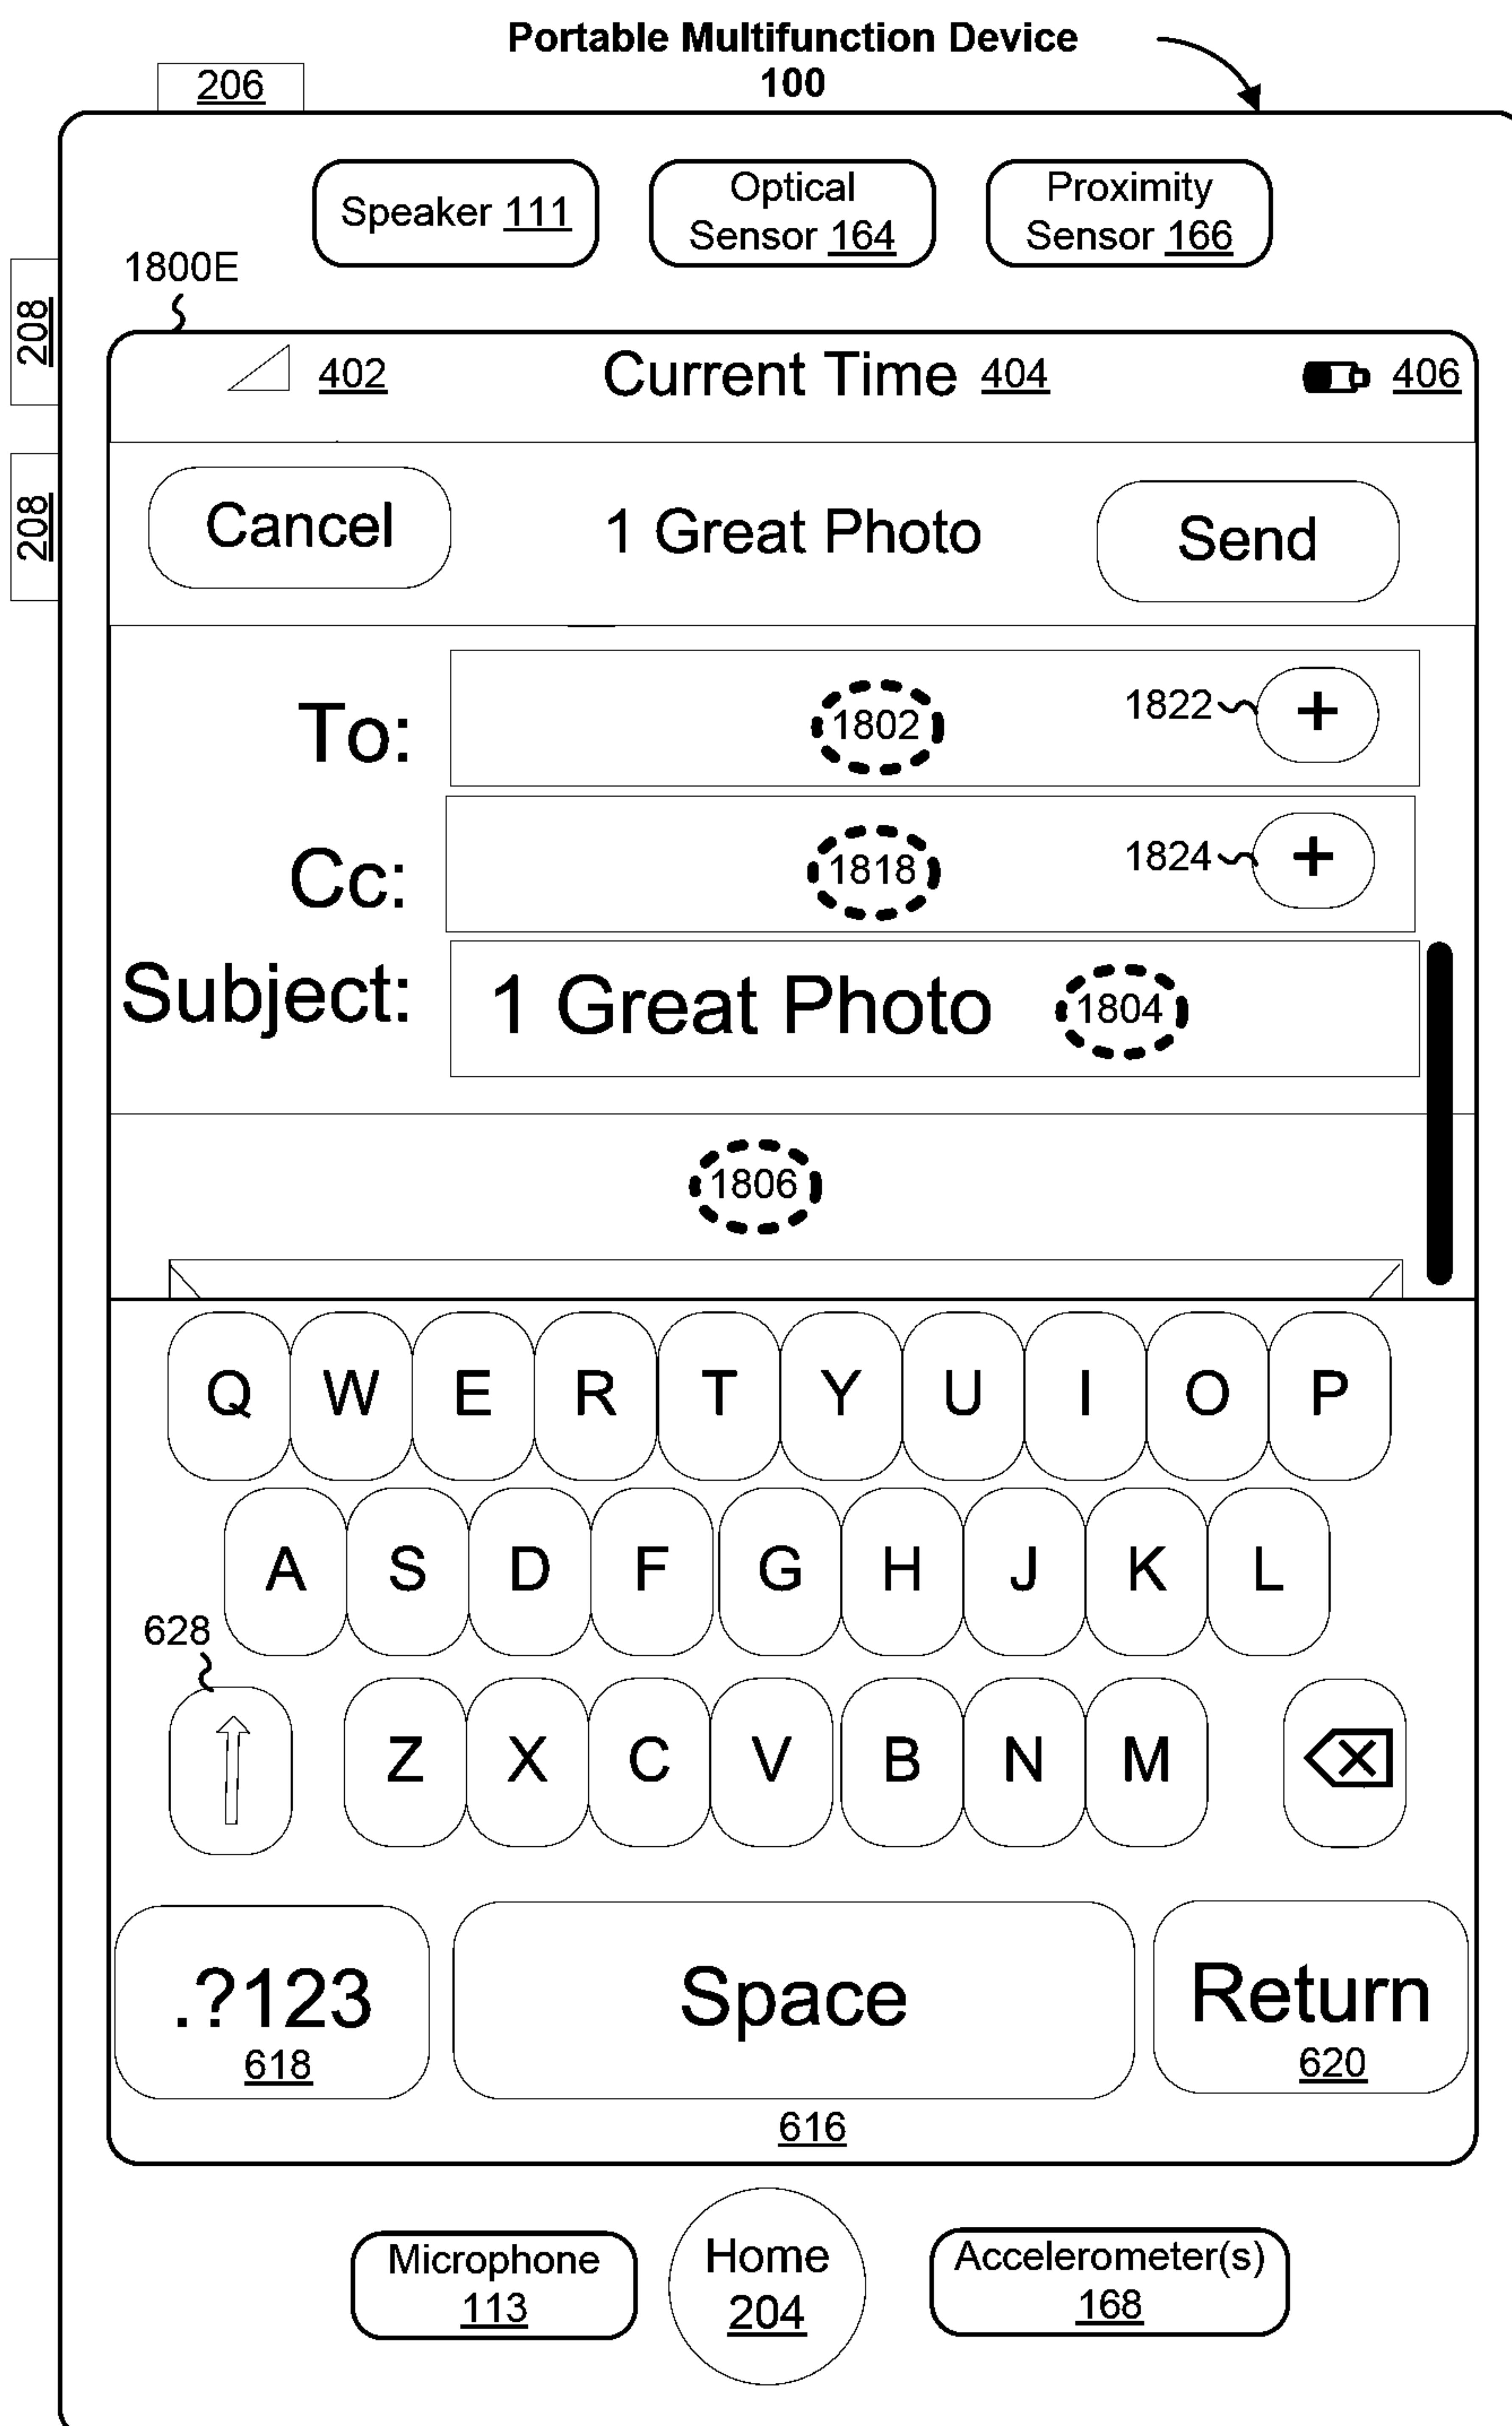 Portable Multifunction Device
100
206
Speaker 111
Optical
Sensor 164
Proximity
Sensor 166
1800E
208
208
402
Current Time 404
406
Cancel
1 Great Photo
Send
To:
1802
1822
+
Cc:
1818
1824
+
Subject:
1 Great Photo
1804
1806
Q W E R T Y U I O P
A S D F G H J K L
628
Z X C V B N M
.?123
618
Space
Return
620
616
Microphone
113
Home
204
Accelerometer(s)
168